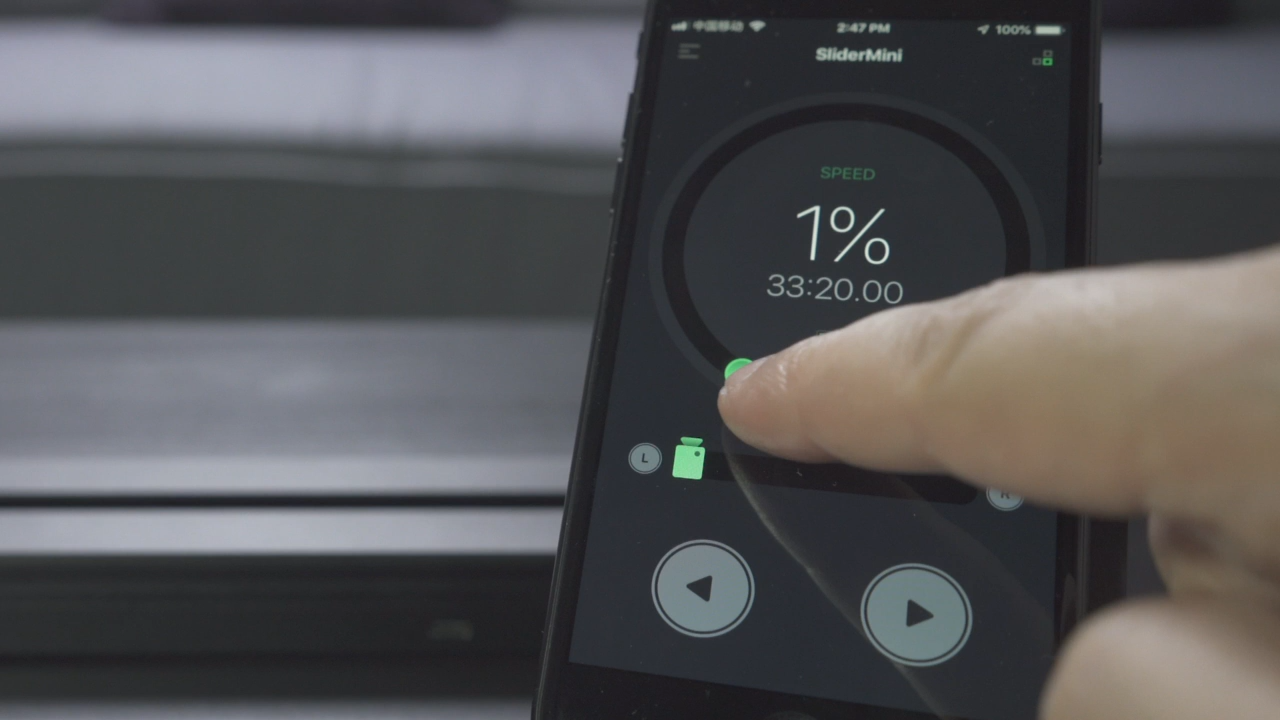 中国移动 2:47 PM 100%
SliderMini
SPEED
1%
33:20.00
L
R